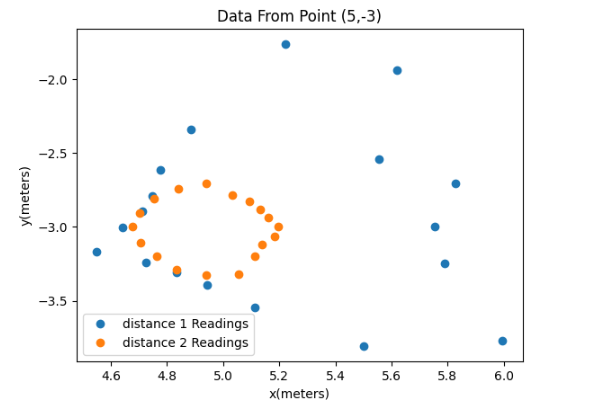 Data From Point (5,-3)
−2.0
−2.5
−3.0
−3.5
y(meters)
distance 1 Readings
distance 2 Readings
4.6 4.8 5.0 5.2 5.4 5.6 5.8 6.0
x(meters)